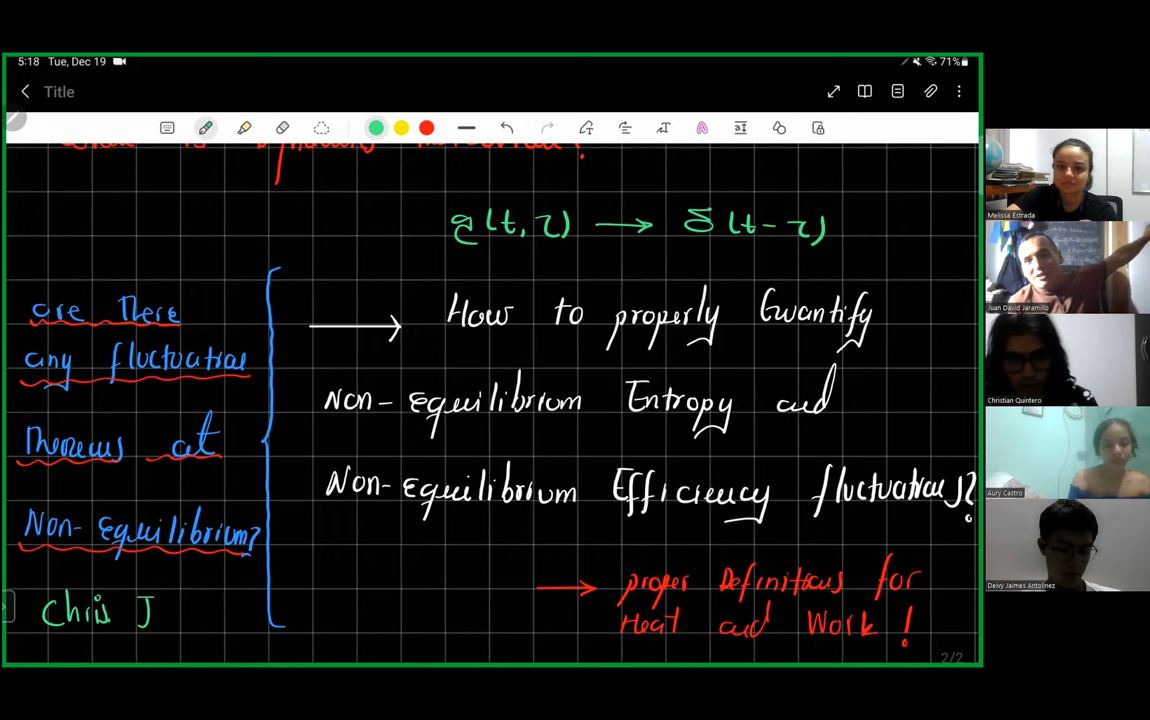 5:18 Tue, Dec 19
71%
Title
g(t, τ) → δ(t - τ)
are there
any fluctuation
Theorems at
Non-equilibrium?
Chris J
→ How to properly Quantify
Non-equilibrium Entropy and
Non-equilibrium Efficiency fluctuations?
→ proper Definitions for
Heat and Work!
2/2
Melissa Estrada
Juan David Jaramillo
Christian Quintero
Aury Castro
Deivy Jaimes Antolinez